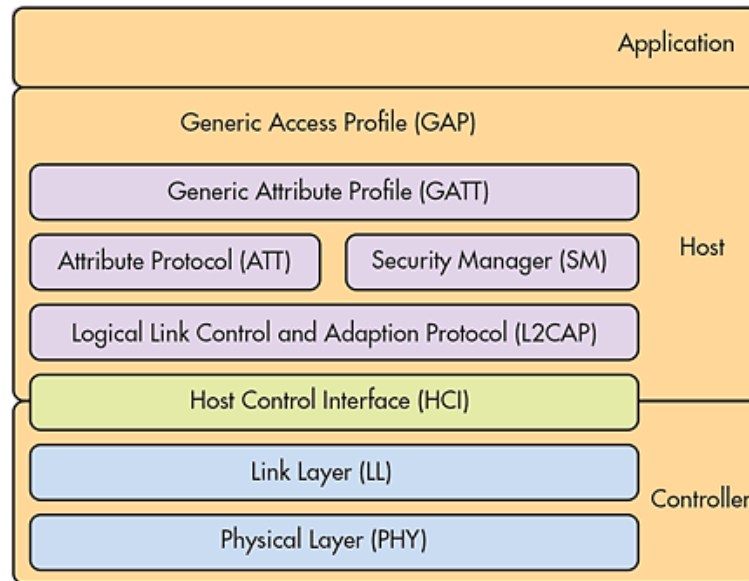 Application
Generic Access Profile (GAP)
Generic Attribute Profile (GATT)
Host
Attribute Protocol (ATT)
Security Manager (SM)
Logical Link Control and Adaption Protocol (L2CAP)
Host Control Interface (HCI)
Link Layer (LL)
Controller
Physical Layer (PHY)